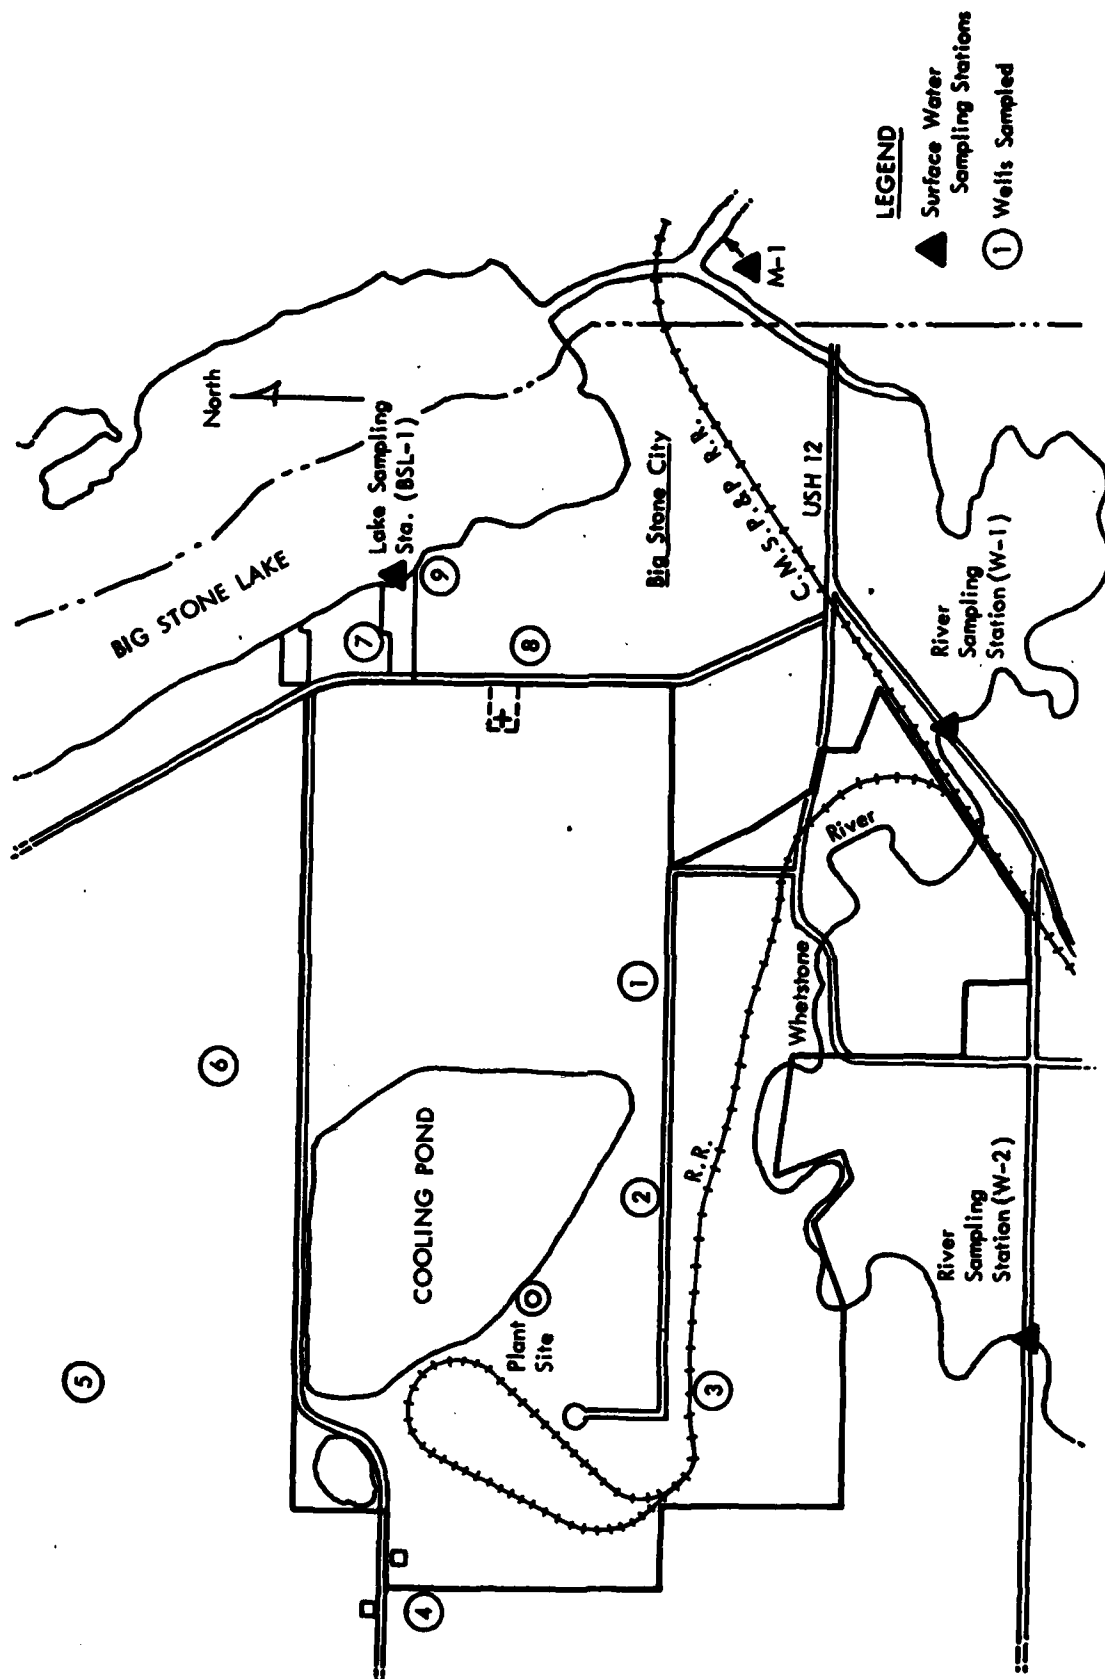 North
BIG STONE LAKE
Lake Sampling
Sta. (BSL-1)
5
6
7
9
8
4
COOLING POND
Plant
Site
Big Stone City
C.M.S.P.&P R.R.
1
2
3
R.R.
USH 12
M-1
Whetstone
River
River
Sampling
Station (W-1)
River
Sampling
Station (W-2)
LEGEND
Surface Water
Sampling Stations
1 Wells Sampled